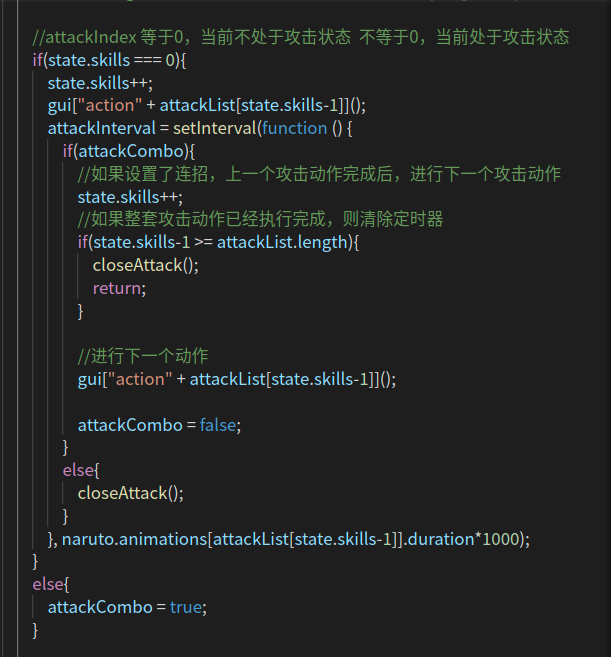 //attackIndex 等于0，当前不处于攻击状态 不等于0，当前处于攻击状态
if(state.skills === 0){
state.skills++;
gui["action" + attackList[state.skills-1]]();
attackInterval = setInterval(function () {
if(attackCombo){
//如果设置了连招，上一个攻击动作完成后，进行下一个攻击动作
state.skills++;
//如果整套攻击动作已经执行完成，则清除定时器
if(state.skills-1 >= attackList.length){
closeAttack();
return;
}
//进行下一个动作
gui["action" + attackList[state.skills-1]]();
attackCombo = false;
}
else{
closeAttack();
}
}, naruto.animations[attackList[state.skills-1]].duration*1000);
}
else{
attackCombo = true;
}